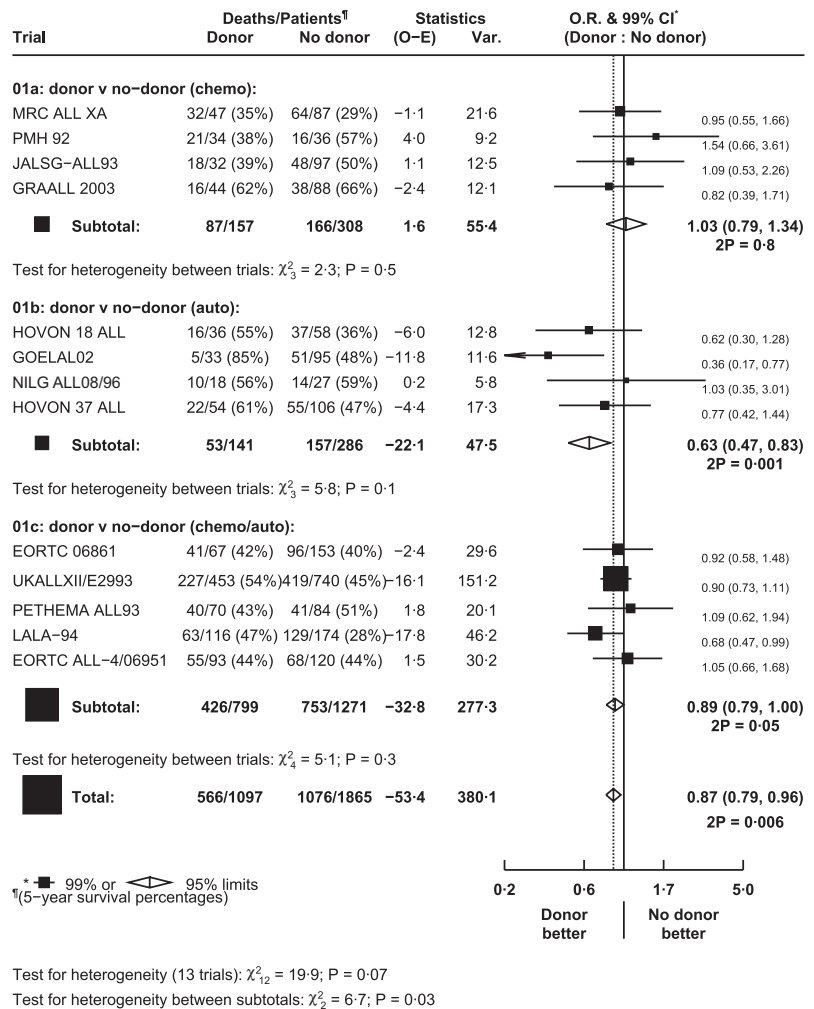 Deaths/Patients¶ Statistics O.R. & 99% CI*
Trial Donor No donor (O−E) Var. (Donor : No donor)
01a: donor v no−donor (chemo):
MRC ALL XA 32/47 (35%) 64/87 (29%) −1·1 21·6 0.95 (0.55, 1.66)
PMH 92 21/34 (38%) 16/36 (57%) 4·0 9·2 1.54 (0.66, 3.61)
JALSG−ALL93 18/32 (39%) 48/97 (50%) 1·1 12·5 1.09 (0.53, 2.26)
GRAALL 2003 16/44 (62%) 38/88 (66%) −2·4 12·1 0.82 (0.39, 1.71)
Subtotal: 87/157 166/308 1·6 55·4 1·03 (0·79, 1·34)
2P = 0·8
Test for heterogeneity between trials: χ²₃ = 2·3; P = 0·5
01b: donor v no−donor (auto):
HOVON 18 ALL 16/36 (55%) 37/58 (36%) −6·0 12·8 0.62 (0.30, 1.28)
GOELAL02 5/33 (85%) 51/95 (48%) −11·8 11·6 0.36 (0.17, 0.77)
NILG ALL08/96 10/18 (56%) 14/27 (59%) 0·2 5·8 1.03 (0.35, 3.01)
HOVON 37 ALL 22/54 (61%) 55/106 (47%) −4·4 17·3 0.77 (0.42, 1.44)
Subtotal: 53/141 157/286 −22·1 47·5 0·63 (0·47, 0·83)
2P = 0·001
Test for heterogeneity between trials: χ²₃ = 5·8; P = 0·1
01c: donor v no−donor (chemo/auto):
EORTC 06861 41/67 (42%) 96/153 (40%) −2·4 29·6 0.92 (0.58, 1.48)
UKALLXII/E2993 227/453 (54%) 419/740 (45%) −16·1 151·2 0.90 (0.73, 1.11)
PETHEMA ALL93 40/70 (43%) 41/84 (51%) 1·8 20·1 1.09 (0.62, 1.94)
LALA−94 63/116 (47%) 129/174 (28%) −17·8 46·2 0.68 (0.47, 0.99)
EORTC ALL−4/06951 55/93 (44%) 68/120 (44%) 1·5 30·2 1.05 (0.66, 1.68)
Subtotal: 426/799 753/1271 −32·8 277·3 0·89 (0·79, 1·00)
2P = 0·05
Test for heterogeneity between trials: χ²₄ = 5·1; P = 0·3
Total: 566/1097 1076/1865 −53·4 380·1 0·87 (0·79, 0·96)
2P = 0·006
* 99% or 95% limits
¶(5−year survival percentages)
0·2 0·6 1·7 5·0
Donor No donor
better better
Test for heterogeneity (13 trials): χ²₁₂ = 19·9; P = 0·07
Test for heterogeneity between subtotals: χ²₂ = 6·7; P = 0·03